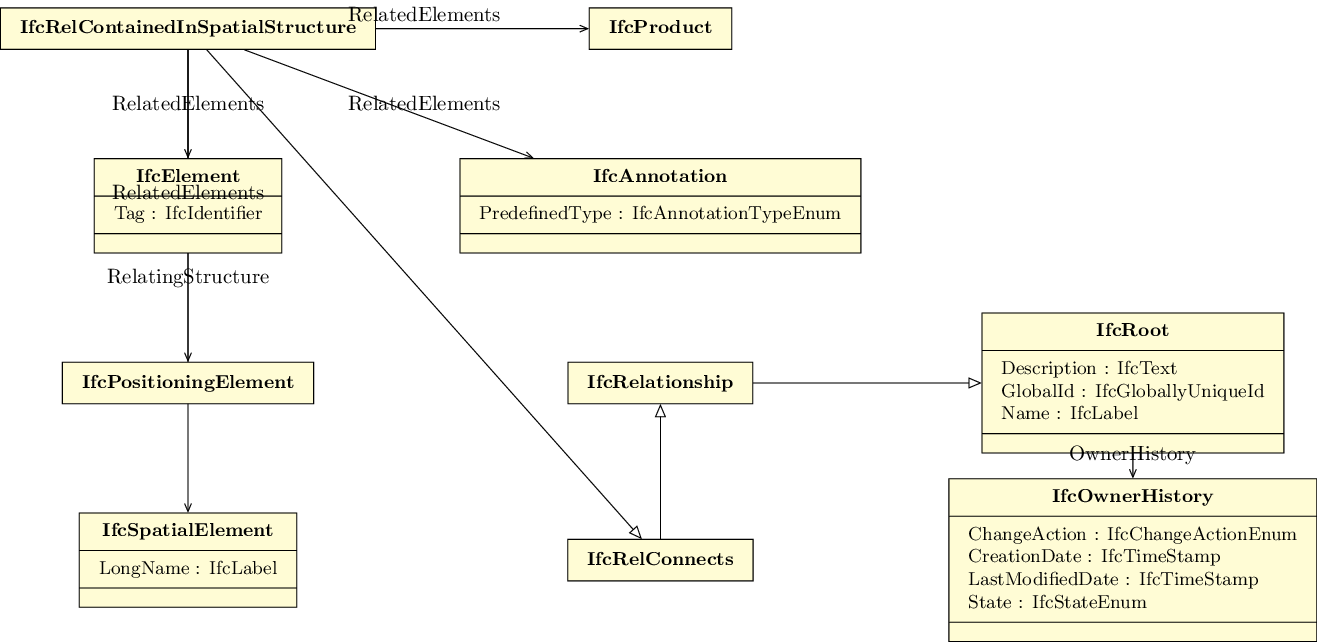 RelatedElements
IfcRelContainedInSpatialStructure
IfcProduct
RelatedElements
RelatedElements
IfcElement
RelatedElements
Tag : IfcIdentifier
IfcAnnotation
PredefinedType : IfcAnnotationTypeEnum
RelatingStructure
IfcPositioningElement
IfcRelationship
IfcRoot
Description : IfcText
GlobalId : IfcGloballyUniqueId
Name : IfcLabel
OwnerHistory
IfcSpatialElement
LongName : IfcLabel
IfcRelConnects
IfcOwnerHistory
ChangeAction : IfcChangeActionEnum
CreationDate : IfcTimeStamp
LastModifiedDate : IfcTimeStamp
State : IfcStateEnum